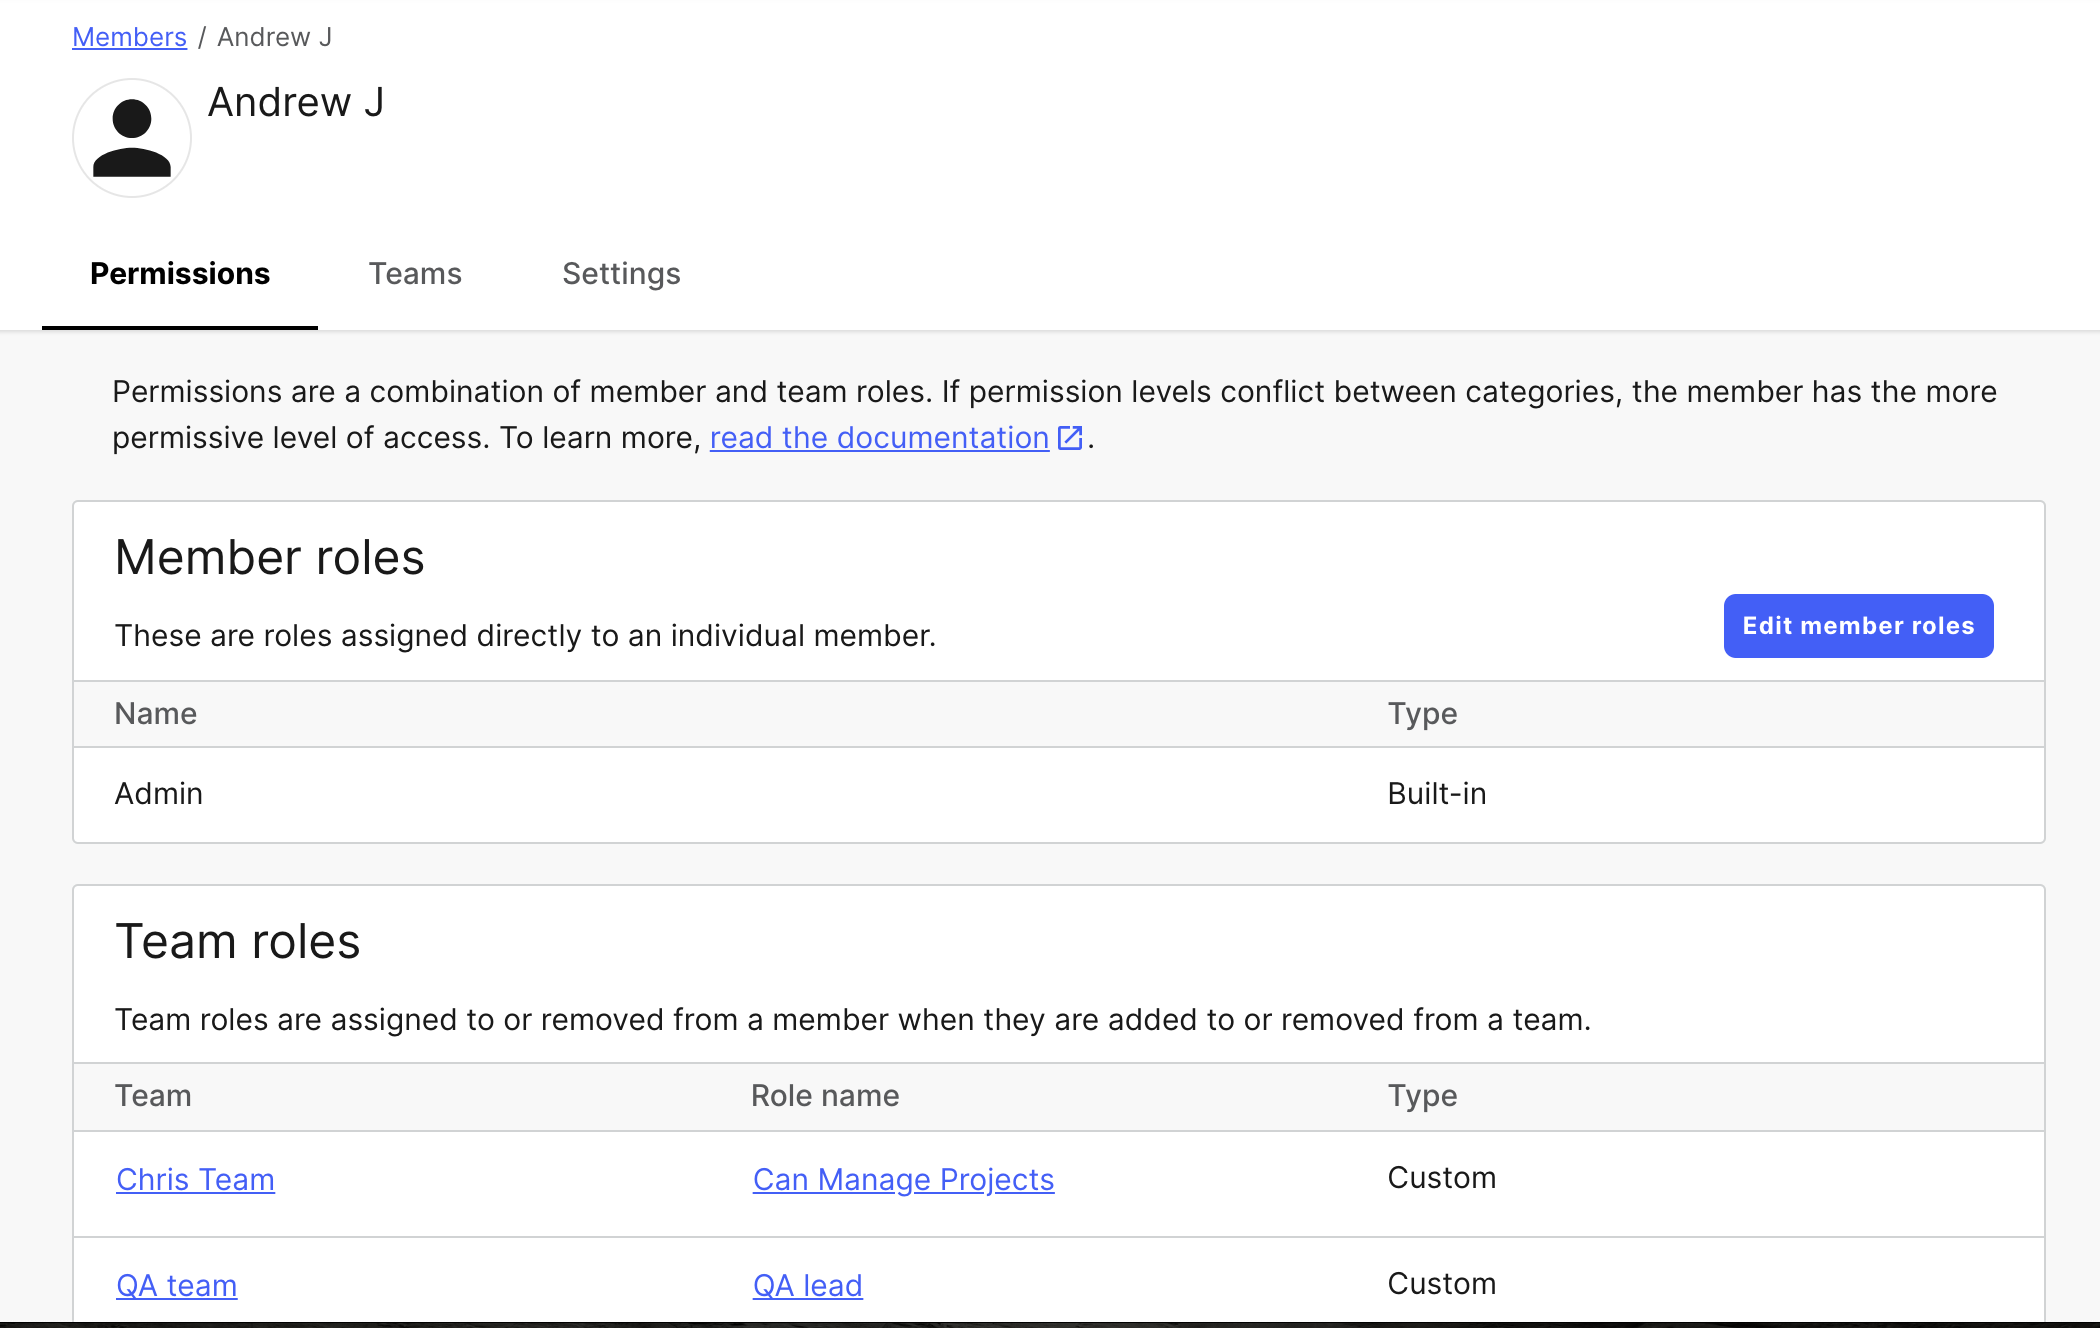 Members / Andrew J
Andrew J
Permissions Teams Settings
Permissions are a combination of member and team roles. If permission levels conflict between categories, the member has the more
permissive level of access. To learn more, read the documentation.
Member roles
These are roles assigned directly to an individual member.
Edit member roles
Name Type
Admin Built-in
Team roles
Team roles are assigned to or removed from a member when they are added to or removed from a team.
Team Role name Type
Chris Team Can Manage Projects Custom
QA team QA lead Custom